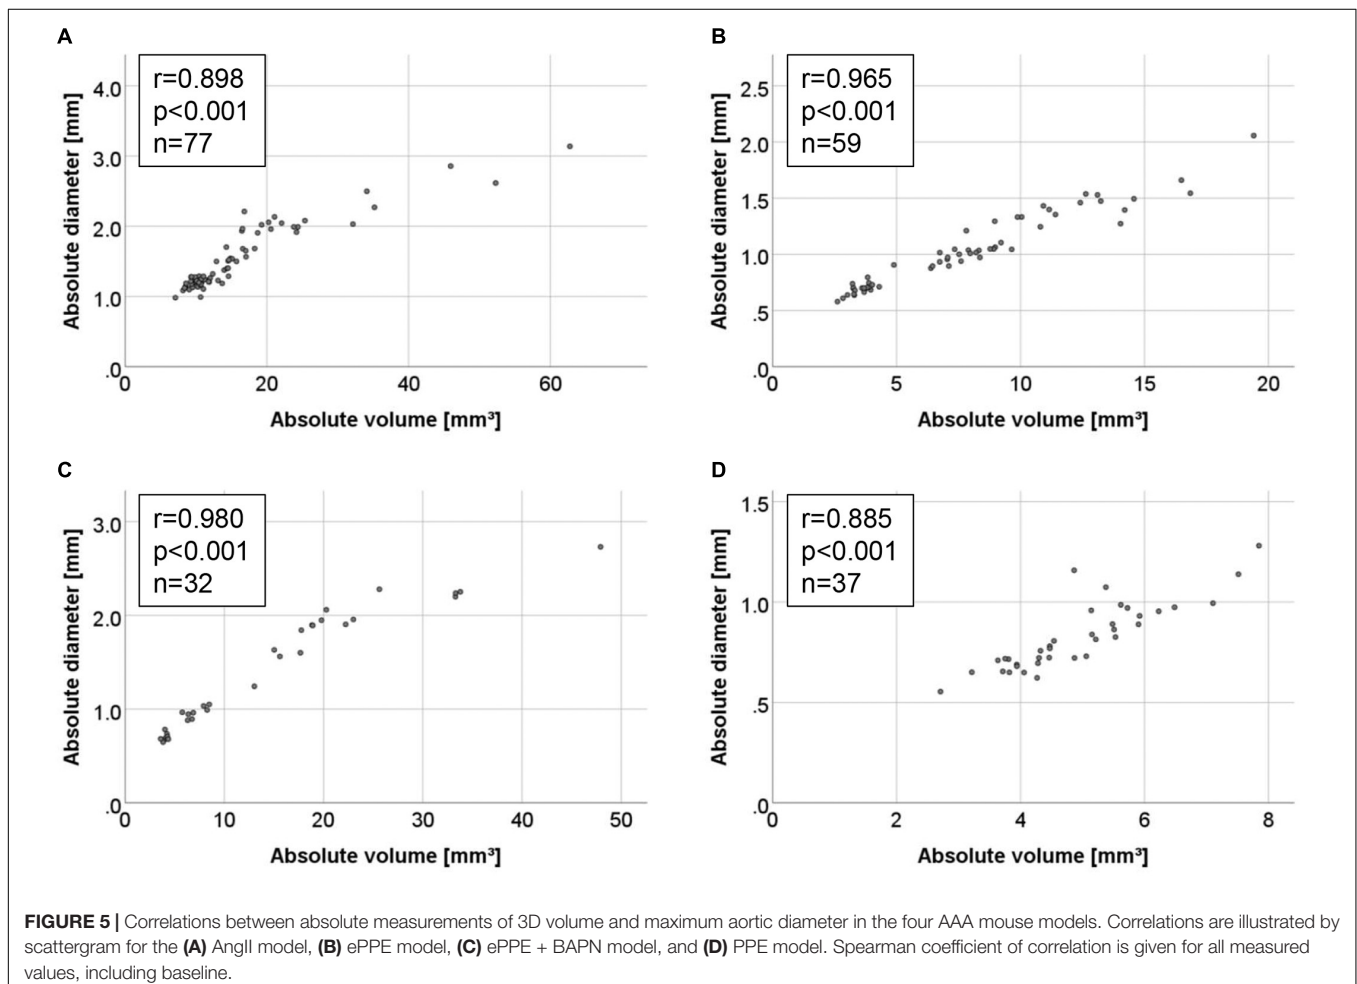 A
r=0.898
p<0.001
n=77
Absolute diameter [mm]
4.0
3.0
2.0
1.0
.0
0 20 40 60
Absolute volume [mm³]
B
r=0.965
p<0.001
n=59
Absolute diameter [mm]
2.5
2.0
1.5
1.0
.5
.0
0 5 10 15 20
Absolute volume [mm³]
C
r=0.980
p<0.001
n=32
Absolute diameter [mm]
3.0
2.0
1.0
.0
0 10 20 30 40 50
Absolute volume [mm³]
D
r=0.885
p<0.001
n=37
Absolute diameter [mm]
1.5
1.0
.5
.0
0 2 4 6 8
Absolute volume [mm³]
FIGURE 5 | Correlations between absolute measurements of 3D volume and maximum aortic diameter in the four AAA mouse models. Correlations are illustrated by
scattergram for the (A) AngII model, (B) ePPE model, (C) ePPE + BAPN model, and (D) PPE model. Spearman coefficient of correlation is given for all measured
values, including baseline.